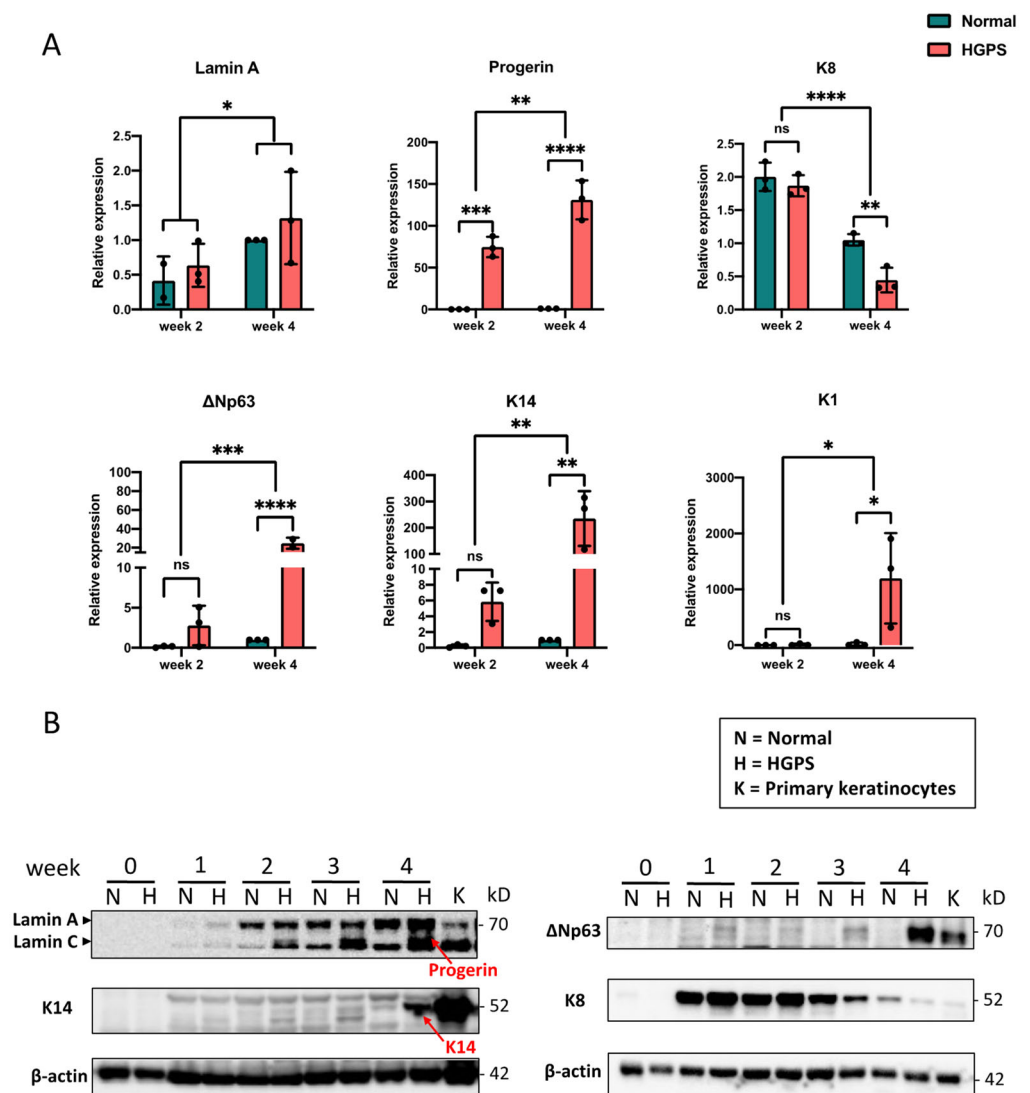 A
Normal
HGPS
Lamin A
Progerin
K8
*
**
****
ns
***
****
**
Relative expression
2.5
2.0
1.5
1.0
0.5
0.0
week 2
week 4
Relative expression
200
150
100
50
0
week 2
week 4
Relative expression
2.5
2.0
1.5
1.0
0.5
0.0
week 2
week 4
ΔNp63
K14
K1
***
**
*
****
**
*
ns
ns
ns
Relative expression
100
80
60
40
20
10
5
0
week 2
week 4
Relative expression
400
300
200
100
8
6
4
2
0
week 2
week 4
Relative expression
3000
2000
1000
0
week 2
week 4
B
N = Normal
H = HGPS
K = Primary keratinocytes
week 0 1 2 3 4
N H N H N H N H N H K kD
Lamin A
70
Lamin C
Progerin
K14
52
K14
β-actin
42
0 1 2 3 4
N H N H N H N H N H K kD
ΔNp63
70
K8
52
β-actin
42